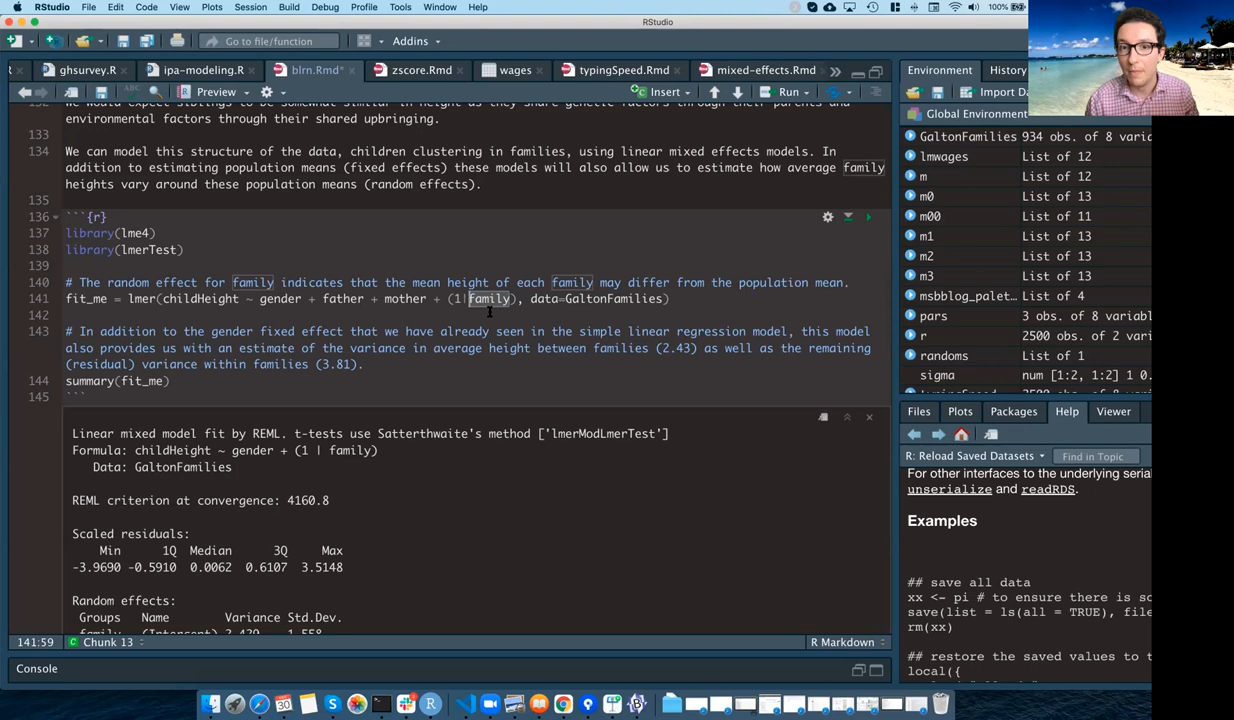 RStudio File Edit Code View Plots Session Build Debug Profile Tools Window Help 100%
RStudio
Go to file/function Addins
ghsurvey.R ipa-modeling.R blrn.Rmd* zscore.Rmd wages typingSpeed.Rmd mixed-effects.Rmd
Preview Insert Run
environmental factors through their shared upbringing.
133
134 We can model this structure of the data, children clustering in families, using linear mixed effects models. In
addition to estimating population means (fixed effects) these models will also allow us to estimate how average family
heights vary around these population means (random effects).
135
136 ```{r}
137 library(lme4)
138 library(lmerTest)
139
140 # The random effect for family indicates that the mean height of each family may differ from the population mean.
141 fit_me = lmer(childHeight ~ gender + father + mother + (1|family), data=GaltonFamilies)
142
143 # In addition to the gender fixed effect that we have already seen in the simple linear regression model, this model
also provides us with an estimate of the variance in average height between families (2.43) as well as the remaining
(residual) variance within families (3.81).
144 summary(fit_me)
145 ```
Linear mixed model fit by REML. t-tests use Satterthwaite's method ['lmerModLmerTest']
Formula: childHeight ~ gender + (1 | family)
Data: GaltonFamilies
REML criterion at convergence: 4160.8
Scaled residuals:
Min 1Q Median 3Q Max
-3.9690 -0.5910 0.0062 0.6107 3.5148
Random effects:
Groups Name Variance Std.Dev.
family (Intercept) 2.429 1.558
141:59 Chunk 13 R Markdown
Console
Environment History
Import Da
Global Environment
GaltonFamilies 934 obs. of 8 variab
lmwages List of 12
m List of 12
m0 List of 13
m00 List of 11
m1 List of 13
m2 List of 13
m3 List of 13
msbblog_palet… List of 4
pars 3 obs. of 8 variabl
r 2500 obs. of 2 vari
randoms List of 1
sigma num [1:2, 1:2] 1 0.
Files Plots Packages Help Viewer
R: Reload Saved Datasets Find in Topic
For other interfaces to the underlying serial
unserialize and readRDS.
Examples
## save all data
xx <- pi # to ensure there is so
save(list = ls(all = TRUE), file
rm(xx)
## restore the saved values to t
local({
30